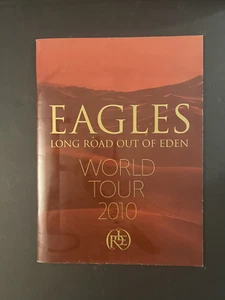 EAGLES
LONG ROAD OUT OF EDEN
WORLD
TOUR
2010